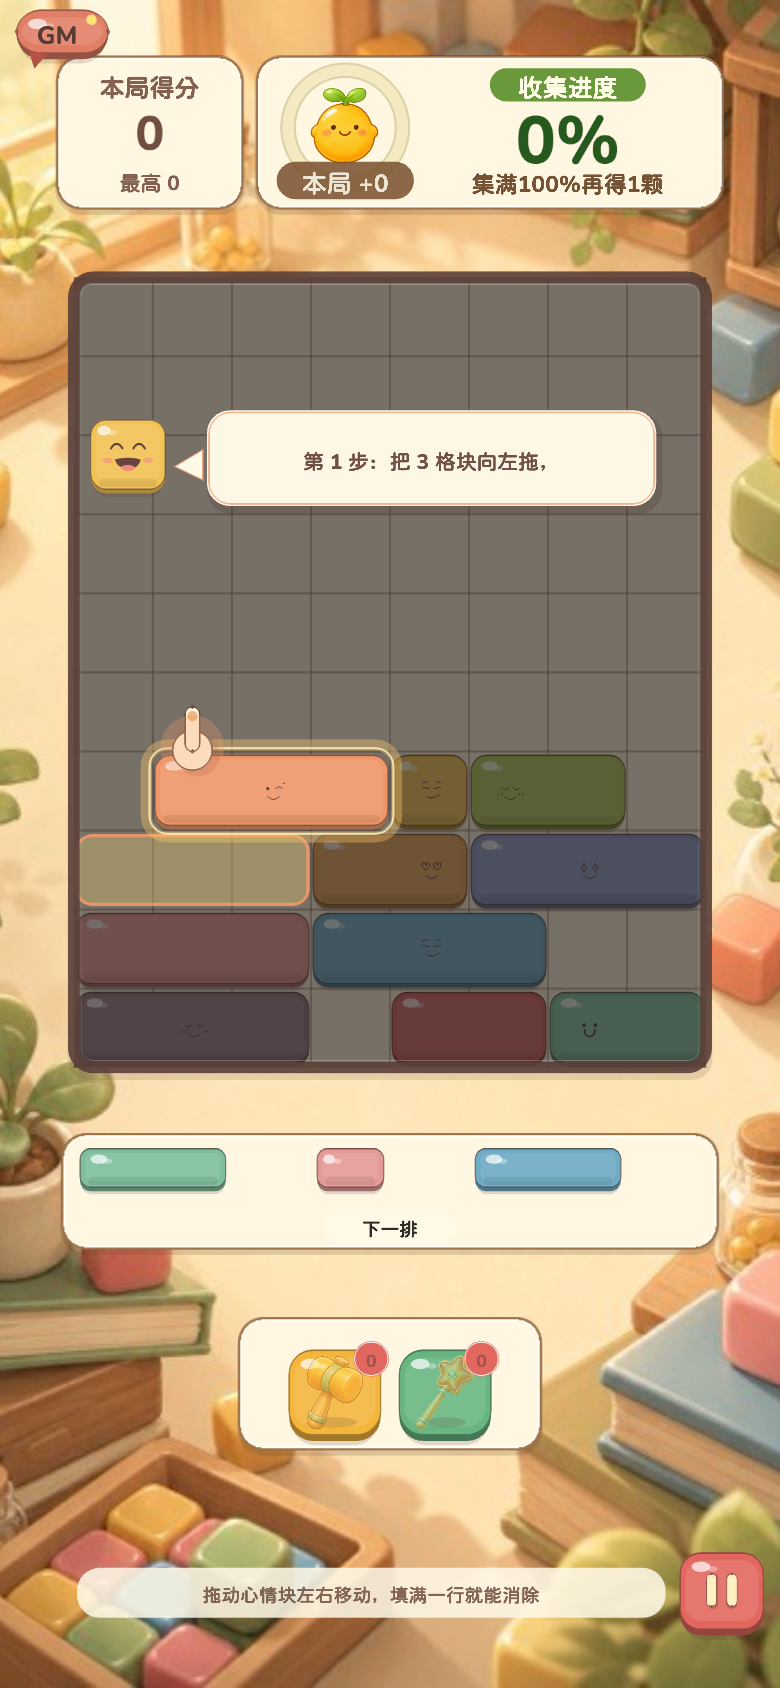 GM
本局得分
0
最高 0
本局 +0
收集进度
0%
集满100%再得1颗
第 1 步：把 3 格块向左拖，
下一排
0
0
拖动心情块左右移动，填满一行就能消除